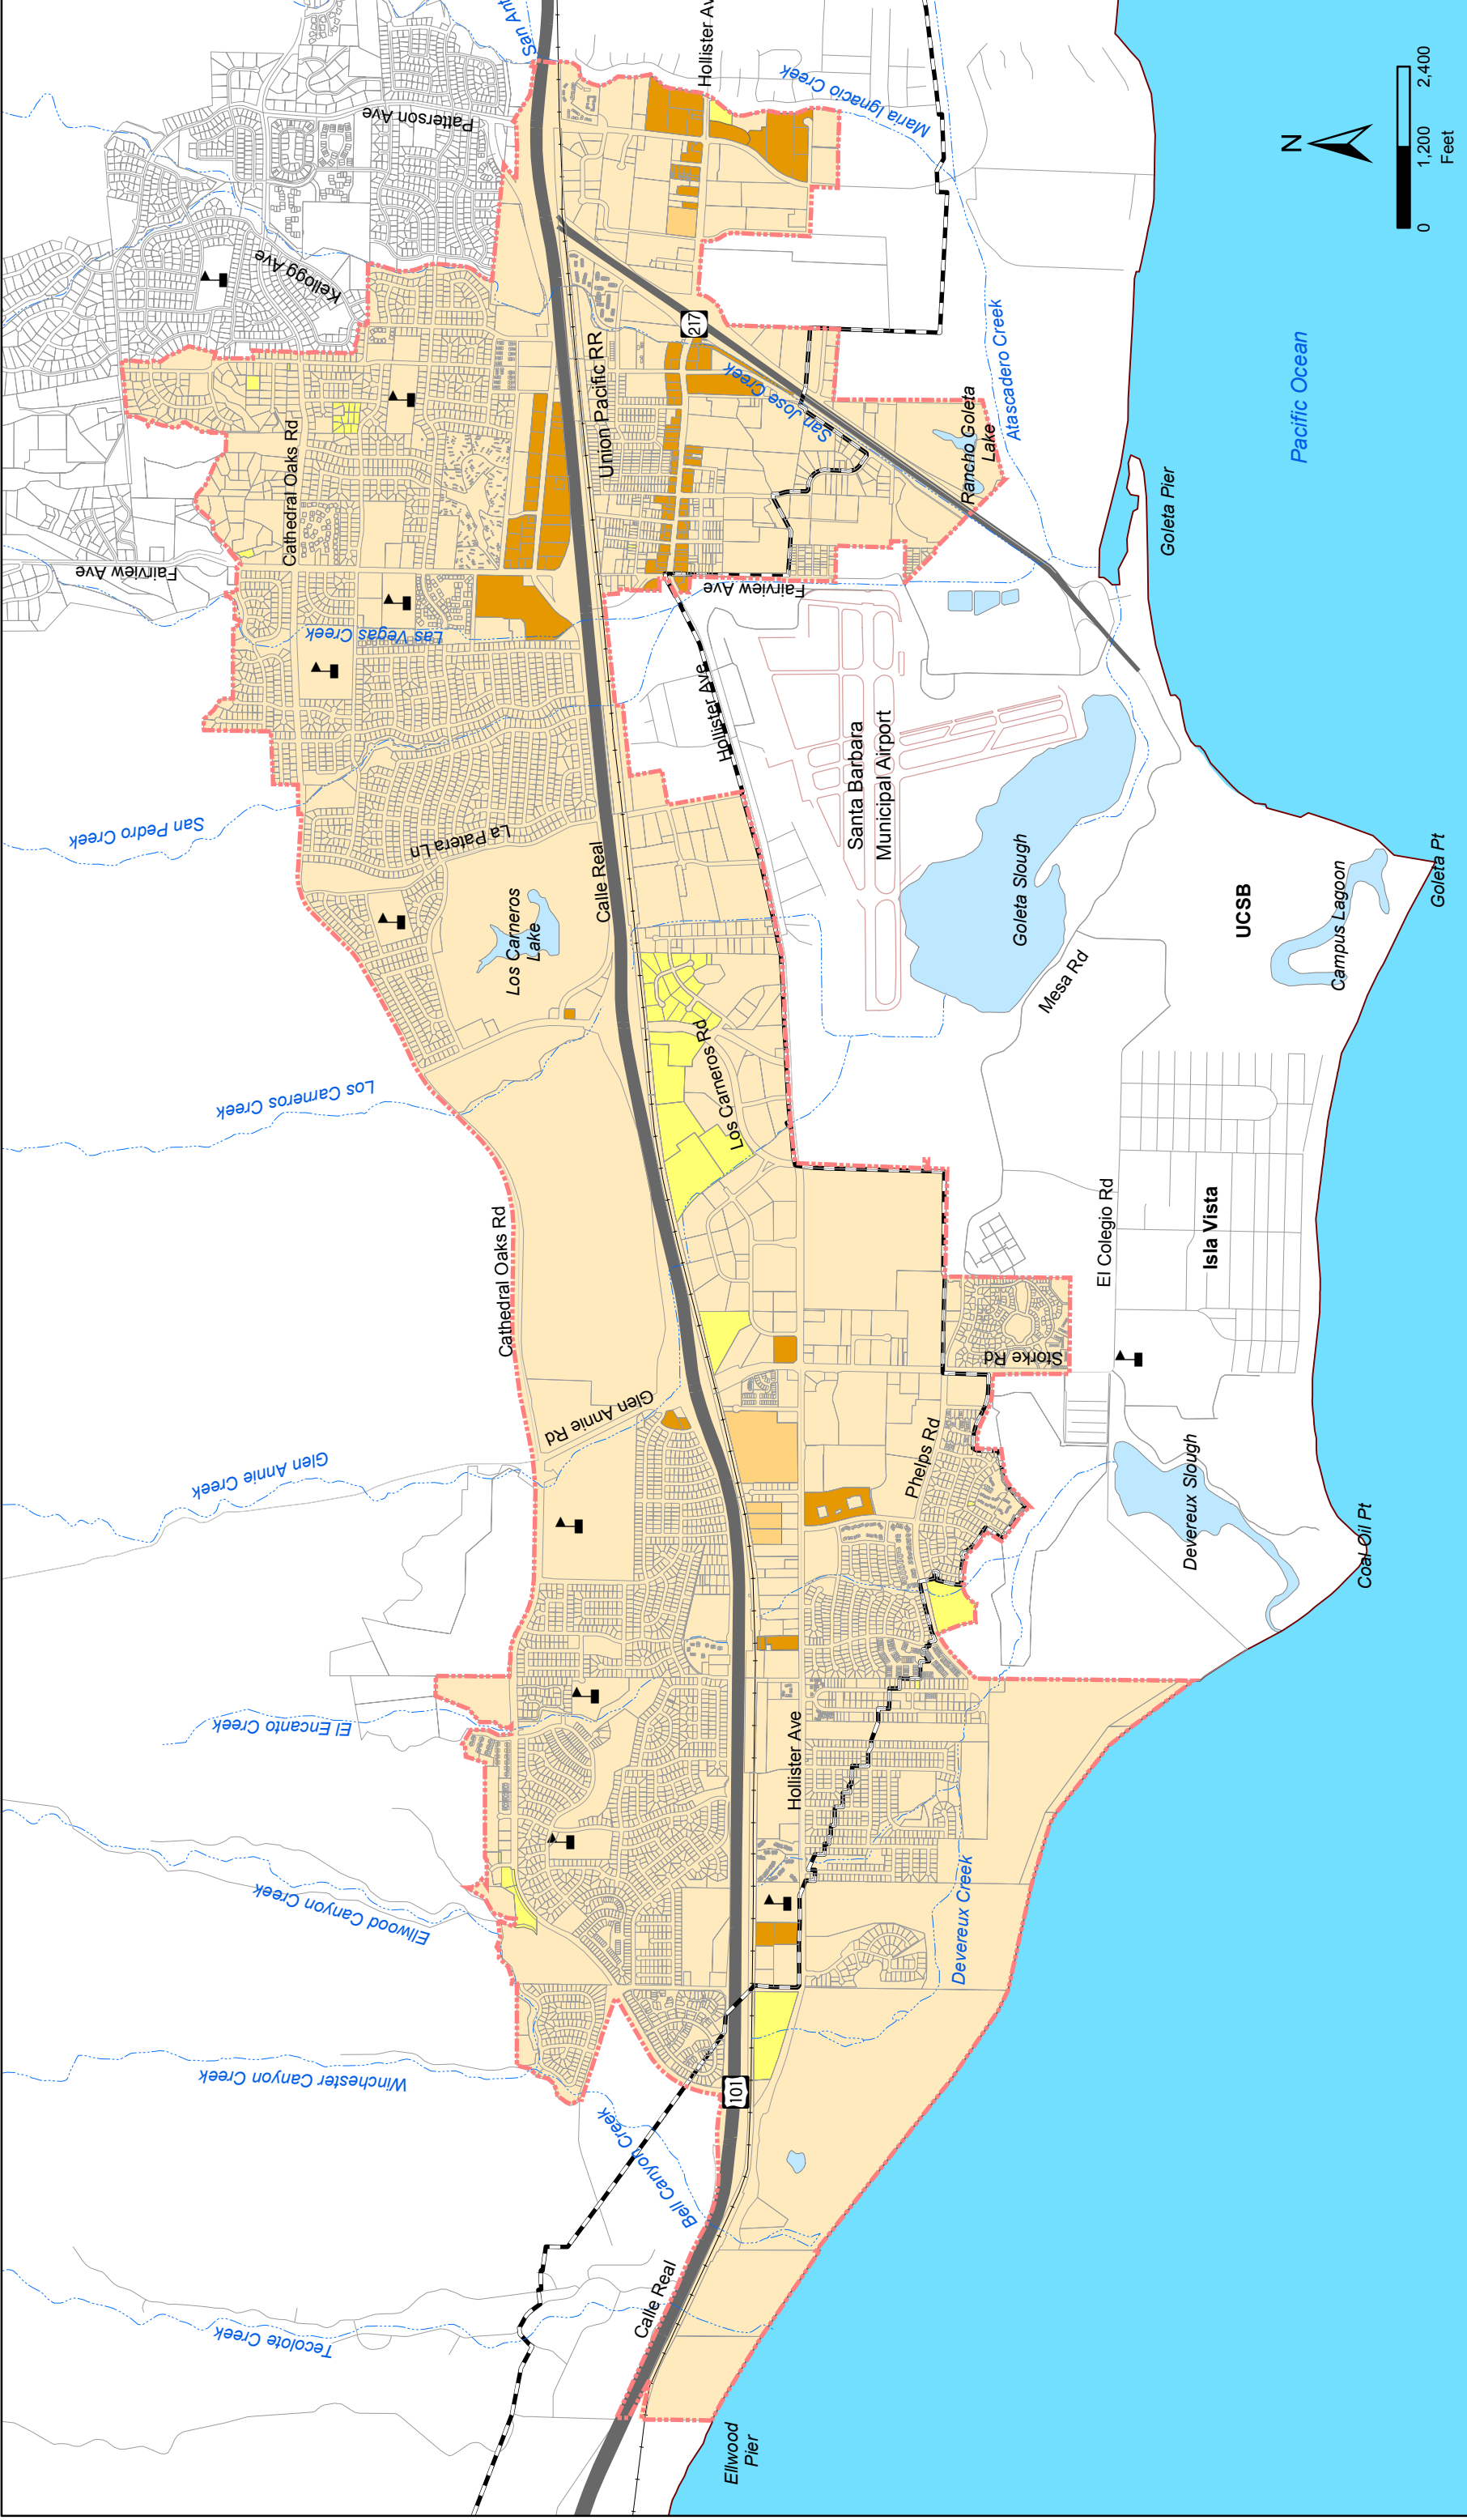 San Ant
Hollister Av
Patterson Ave
Maria Ignacio Creek
Kellogg Ave
217
Union Pacific RR
San Jose Creek
Atascadero Creek
Rancho Goleta
Lake
Cathedral Oaks Rd
Fairview Ave
Fairview Ave
Las Vegas Creek
Goleta Pier
Pacific Ocean
N
0
1,200
2,400
Feet
Hollister Ave
Santa Barbara
Municipal Airport
San Pedro Creek
La Patera Ln
Calle Real
Los Carneros
Lake
Goleta Slough
UCSB
Goleta Pt
Campus Lagoon
Mesa Rd
Los Carneros Rd
Los Carneros Creek
Cathedral Oaks Rd
El Colegio Rd
Isla Vista
Storke Rd
Glen Annie Rd
Glen Annie Creek
Phelps Rd
Devereux Slough
Coal Oil Pt
El Encanto Creek
Hollister Ave
Ellwood Canyon Creek
Devereux Creek
Winchester Canyon Creek
101
Bell Canyon Creek
Calle Real
Tecolote Creek
Ellwood
Pier